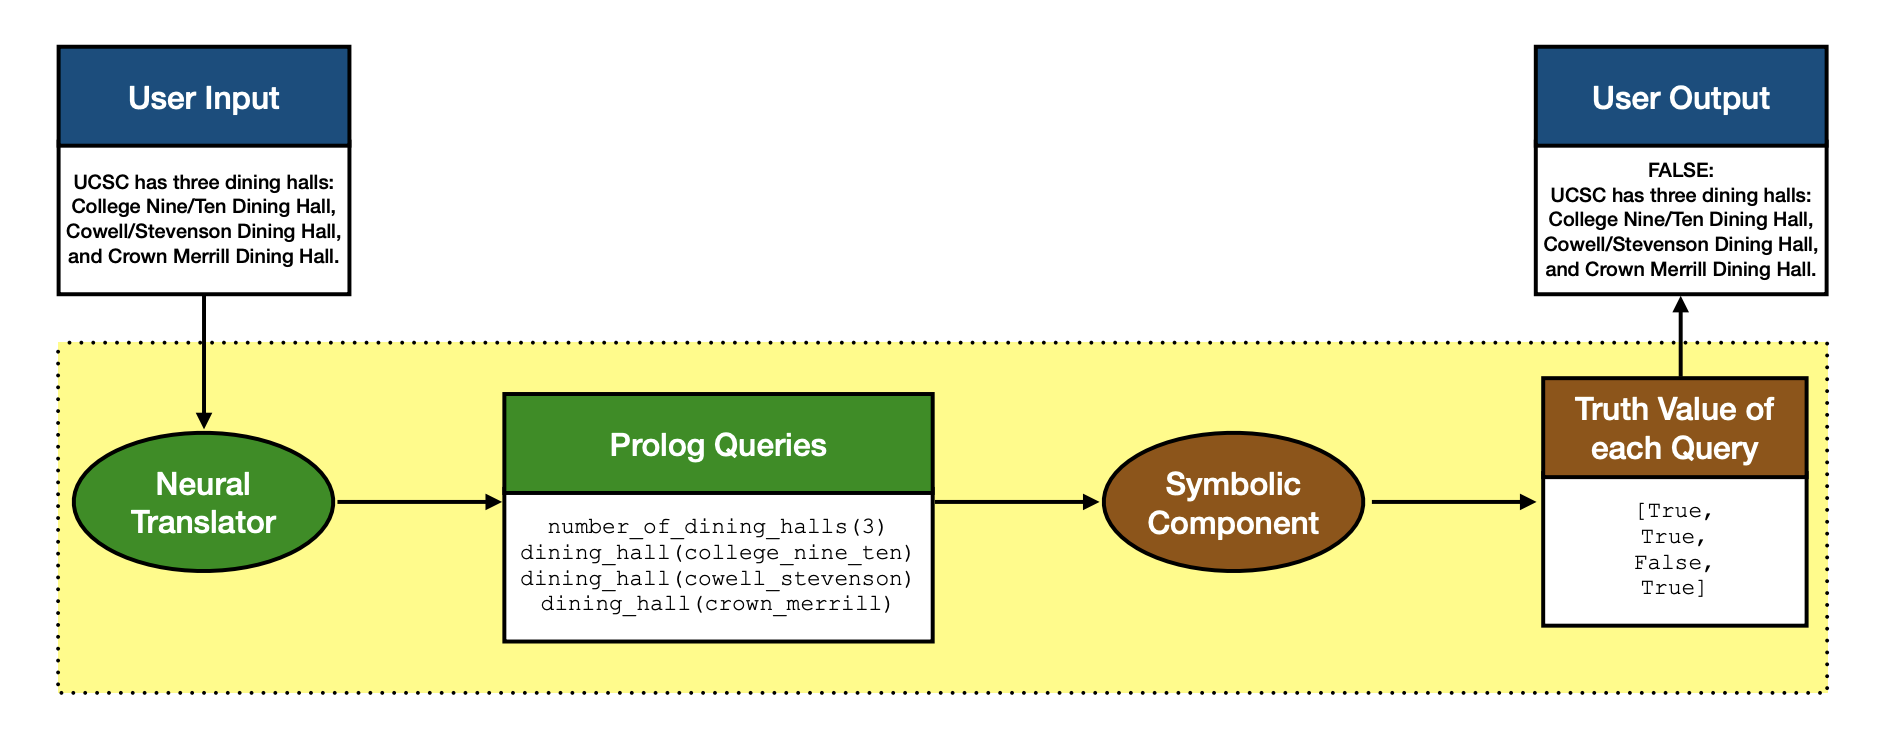 User Input
UCSC has three dining halls:
College Nine/Ten Dining Hall,
Cowell/Stevenson Dining Hall,
and Crown Merrill Dining Hall.
User Output
FALSE:
UCSC has three dining halls:
College Nine/Ten Dining Hall,
Cowell/Stevenson Dining Hall,
and Crown Merrill Dining Hall.
Neural
Translator
Prolog Queries
number_of_dining_halls(3)
dining_hall(college_nine_ten)
dining_hall(cowell_stevenson)
dining_hall(crown_merrill)
Symbolic
Component
Truth Value of
each Query
[True,
True,
False,
True]